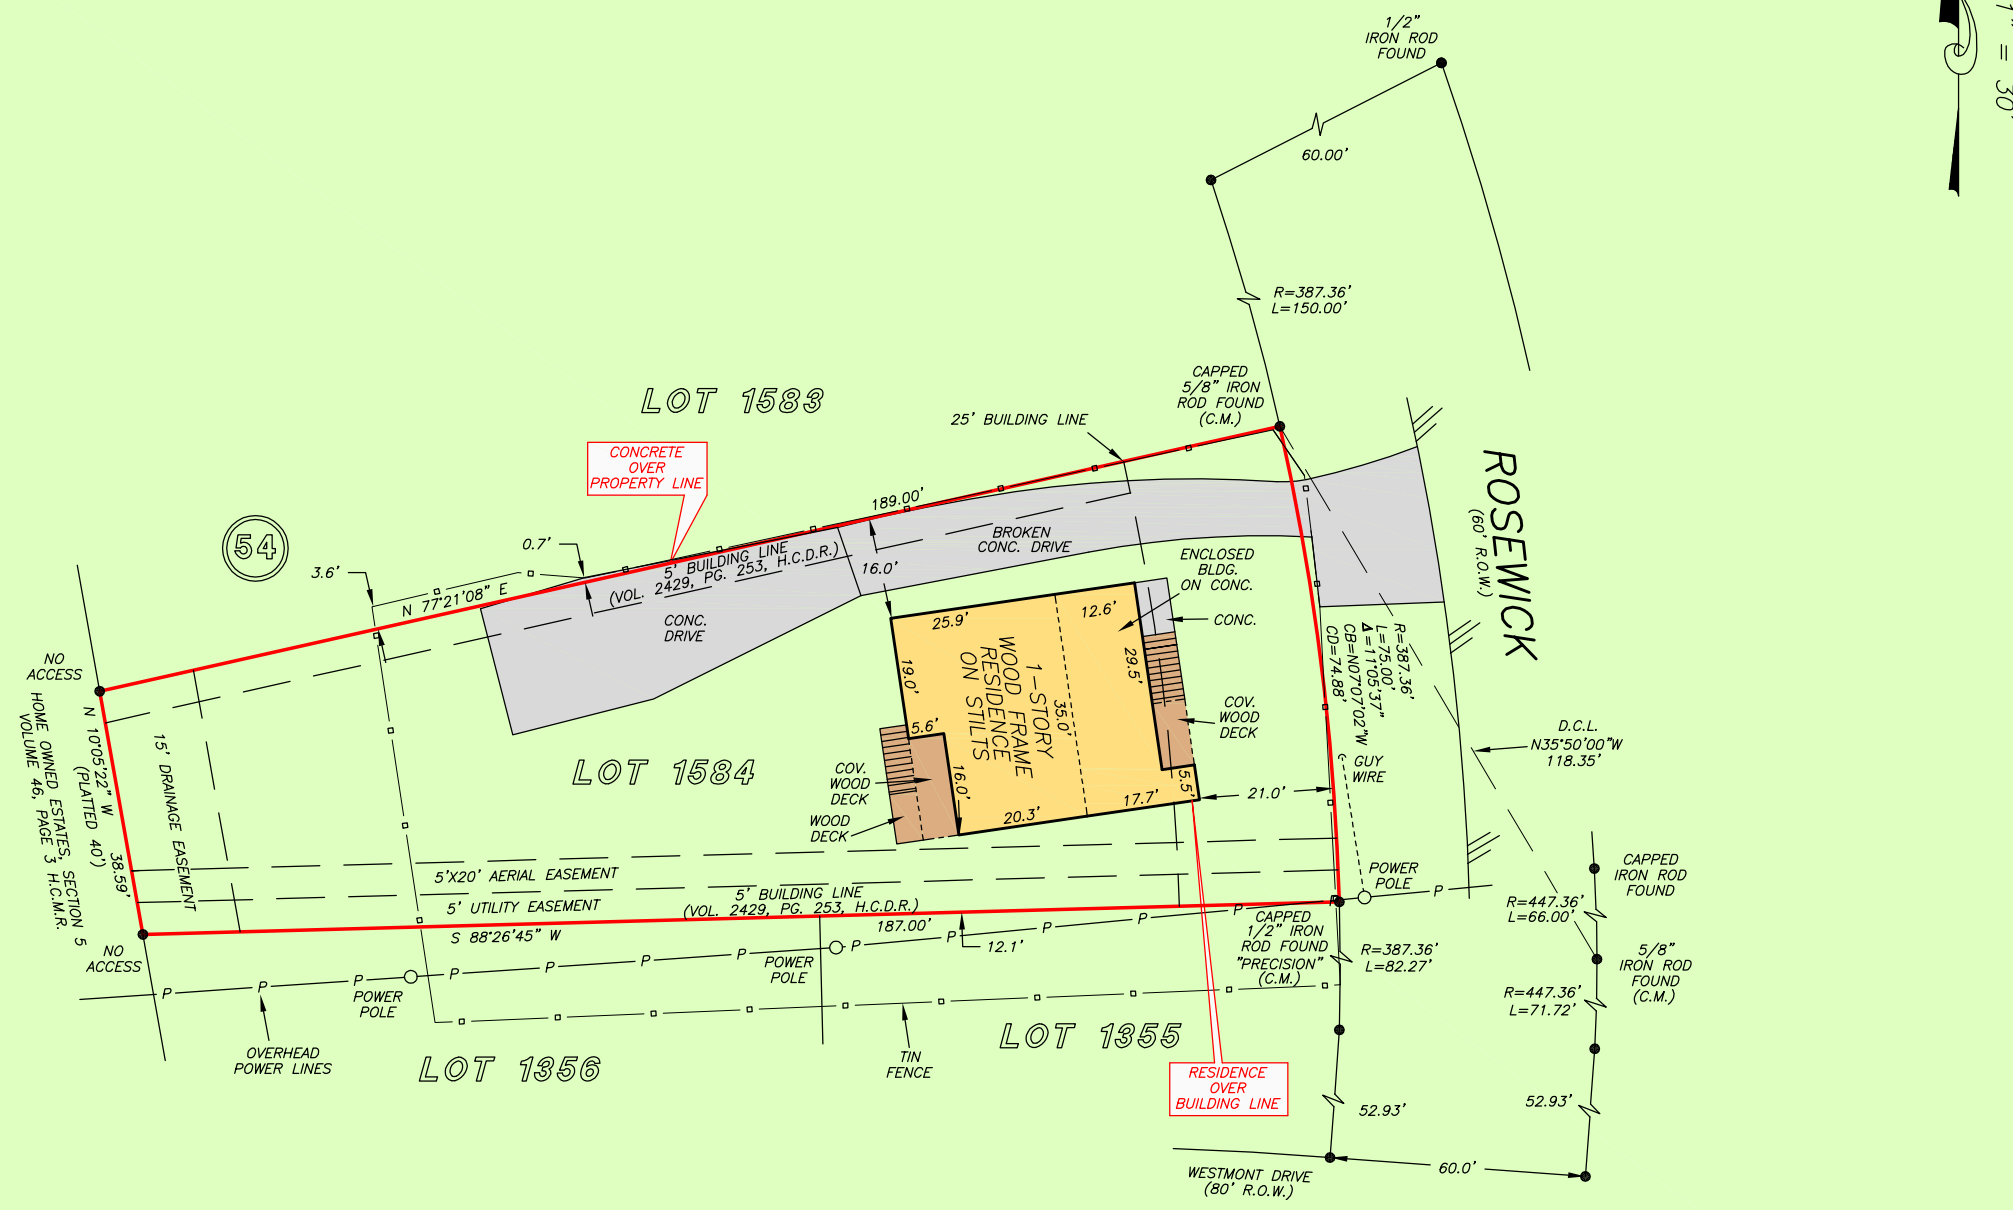 1/2"
IRON ROD
FOUND
1" = 30'
60.00'
R=387.36'
L=150.00'
CAPPED
5/8" IRON
ROD FOUND
(C.M.)
LOT 1583
25' BUILDING LINE
CONCRETE
OVER
PROPERTY LINE
189.00'
ROSEWICK
(60' R.O.W.)
BROKEN
CONC. DRIVE
54
0.7'
3.6'
N 77°21'08" E
5' BUILDING LINE
(VOL. 2429, PG. 253, H.C.D.R.)
16.0'
ENCLOSED
BLDG.
ON CONC.
CONC.
DRIVE
25.9'
12.6'
CONC.
NO
ACCESS
19.0'
1-STORY
WOOD FRAME
RESIDENCE
ON STILTS
35.0'
29.5'
R=387.36'
L=75.00'
Δ=11°05'37"
CB=N07°07'02"W
CD=74.88'
COV.
WOOD
DECK
D.C.L.
N35°50'00"W
118.35'
GUY
WIRE
N 10°05'22" W
38.59'
(PLATTED 40')
HOME OWNED ESTATES, SECTION 5
VOLUME 46, PAGE 3 H.C.M.R.
15' DRAINAGE EASEMENT
LOT 1584
5.6'
COV.
WOOD
DECK
16.0'
5.5'
21.0'
WOOD
DECK
20.3'
17.7'
5'X20' AERIAL EASEMENT
5' UTILITY EASEMENT
5' BUILDING LINE
(VOL. 2429, PG. 253, H.C.D.R.)
POWER
POLE
P
CAPPED
IRON ROD
FOUND
R=447.36'
L=66.00'
S 88°26'45" W
187.00'
12.1'
CAPPED
1/2" IRON
ROD FOUND
"PRECISION"
(C.M.)
R=387.36'
L=82.27'
5/8"
IRON ROD
FOUND
(C.M.)
NO
ACCESS
P P P P P P P P P P P P P
POWER
POLE
POWER
POLE
R=447.36'
L=71.72'
OVERHEAD
POWER LINES
LOT 1356
TIN
FENCE
LOT 1355
RESIDENCE
OVER
BUILDING LINE
52.93'
52.93'
WESTMONT DRIVE
(80' R.O.W.)
60.0'